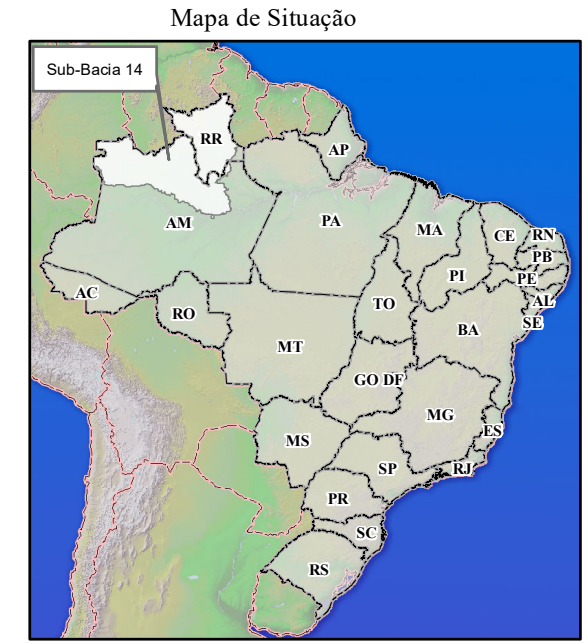 Mapa de Situação
Sub-Bacia 14
RR
AP
AM
PA
MA
CE
RN
PB
PI
PE
AL
SE
AC
RO
TO
BA
MT
GO DF
MG
ES
MS
SP
RJ
PR
SC
RS